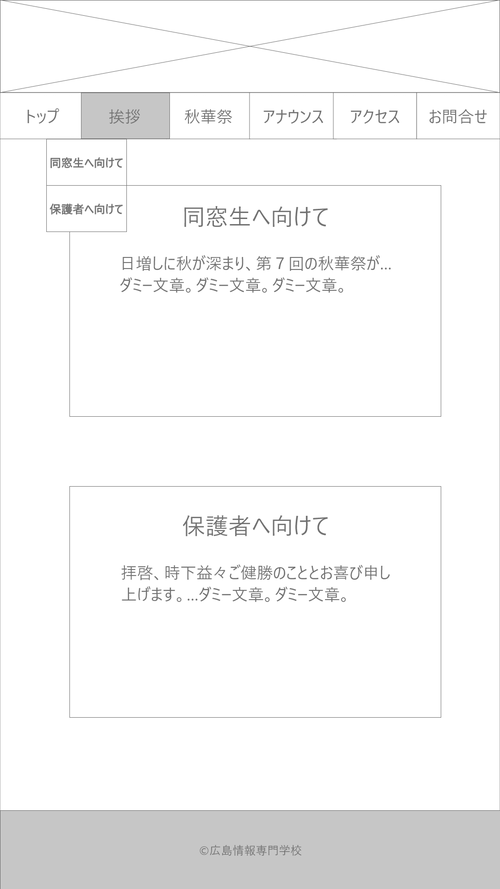 トップ
挨拶
秋華祭
アナウンス
アクセス
お問合せ
同窓生へ向けて
保護者へ向けて
同窓生へ向けて
日増しに秋が深まり、第７回の秋華祭が...
ダミー文章。ダミー文章。ダミー文章。
保護者へ向けて
拝啓、時下益々ご健勝のこととお喜び申し
上げます。...ダミー文章。ダミー文章。
©広島情報専門学校